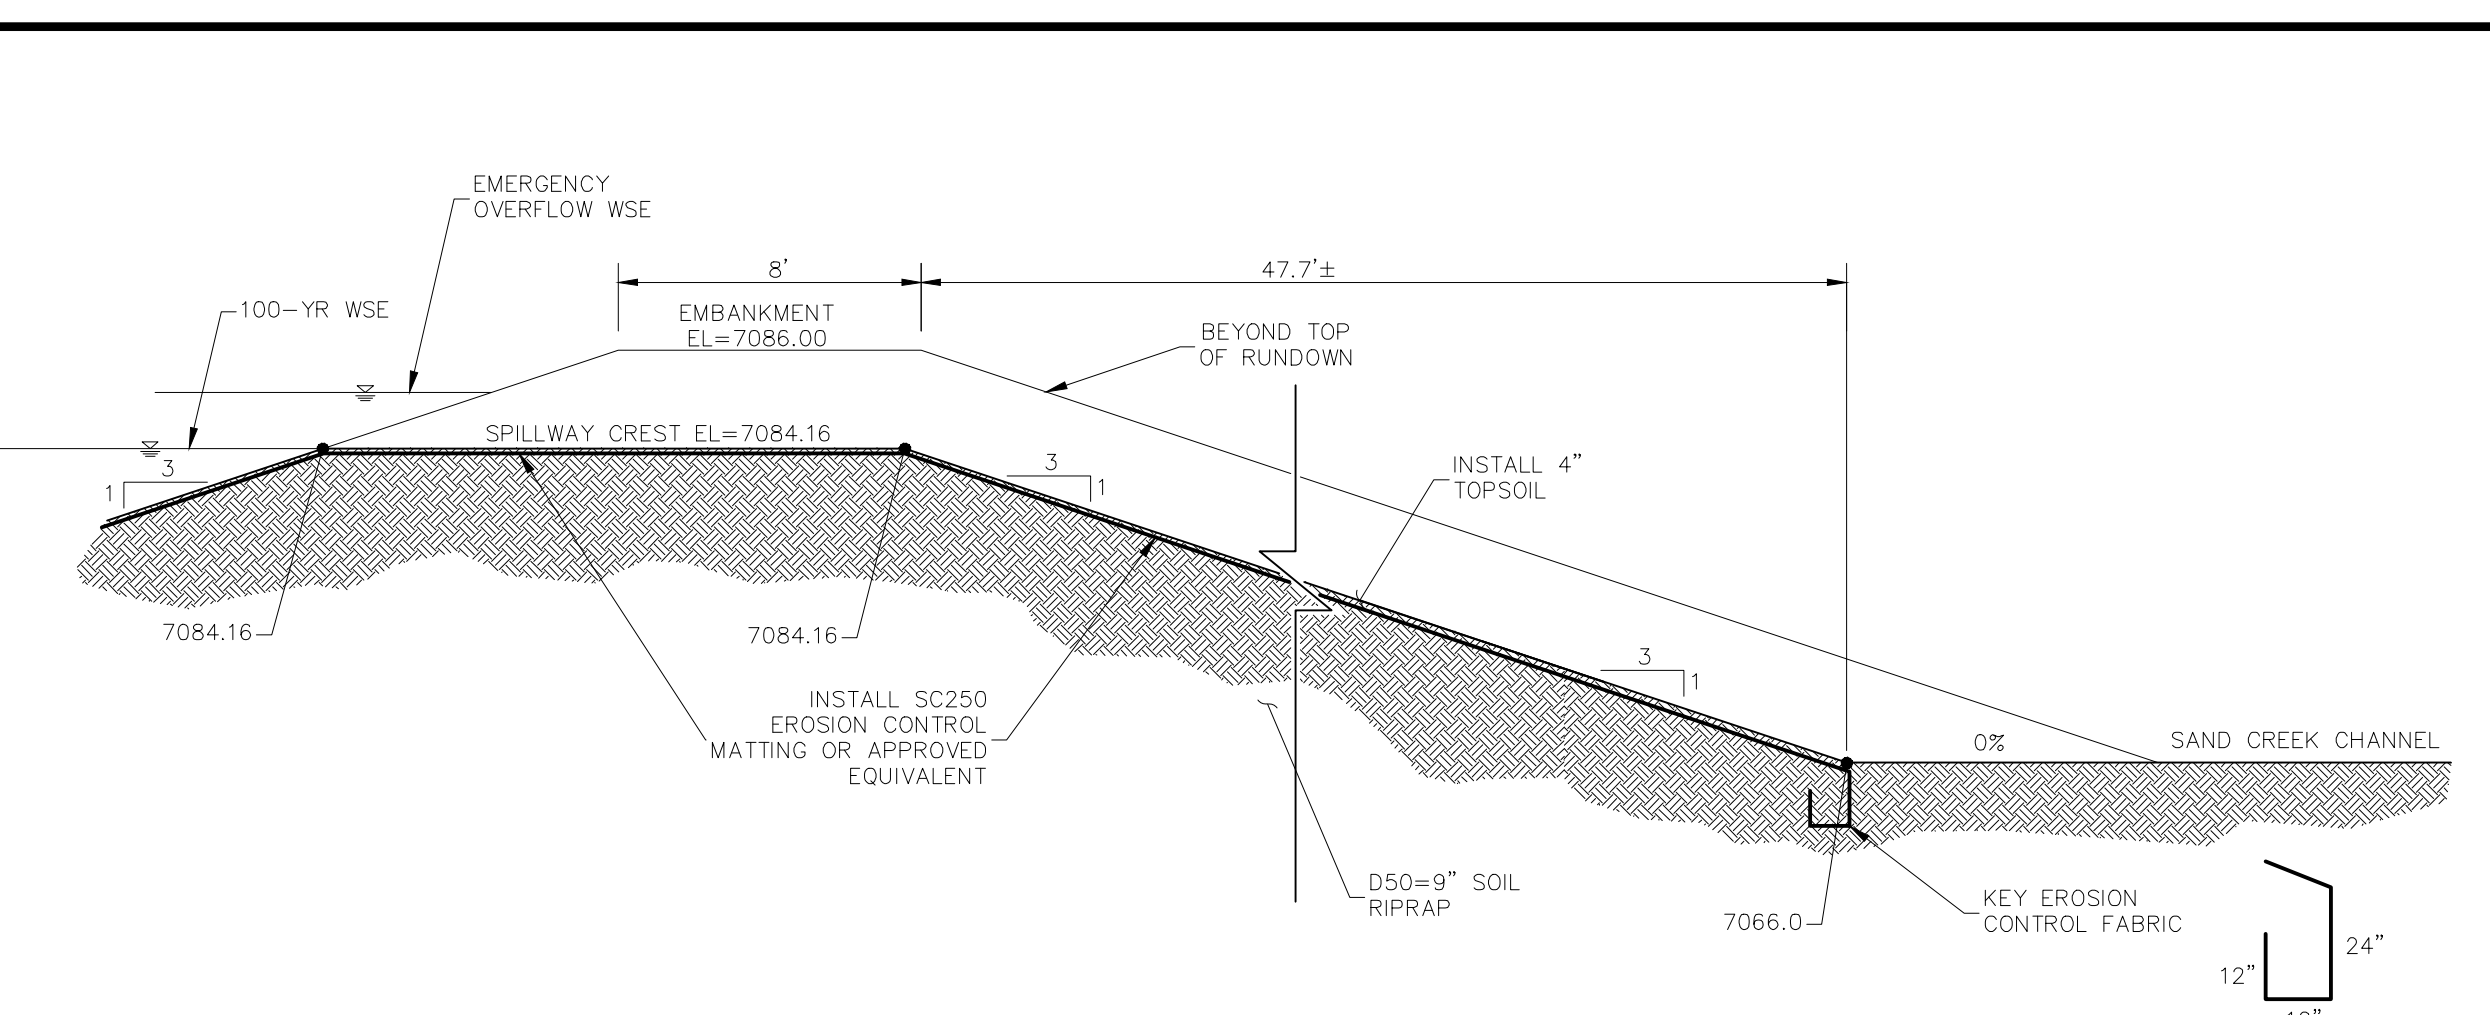 EMERGENCY
OVERFLOW WSE
8'
47.7'±
100-YR WSE
EMBANKMENT
EL=7086.00
BEYOND TOP
OF RUNDOWN
SPILLWAY CREST EL=7084.16
3
1
3
1
INSTALL 4"
TOPSOIL
7084.16
7084.16
3
1
INSTALL SC250
EROSION CONTROL
MATTING OR APPROVED
EQUIVALENT
0%
SAND CREEK CHANNEL
D50=9" SOIL
RIPRAP
7066.0
KEY EROSION
CONTROL FABRIC
24"
12"